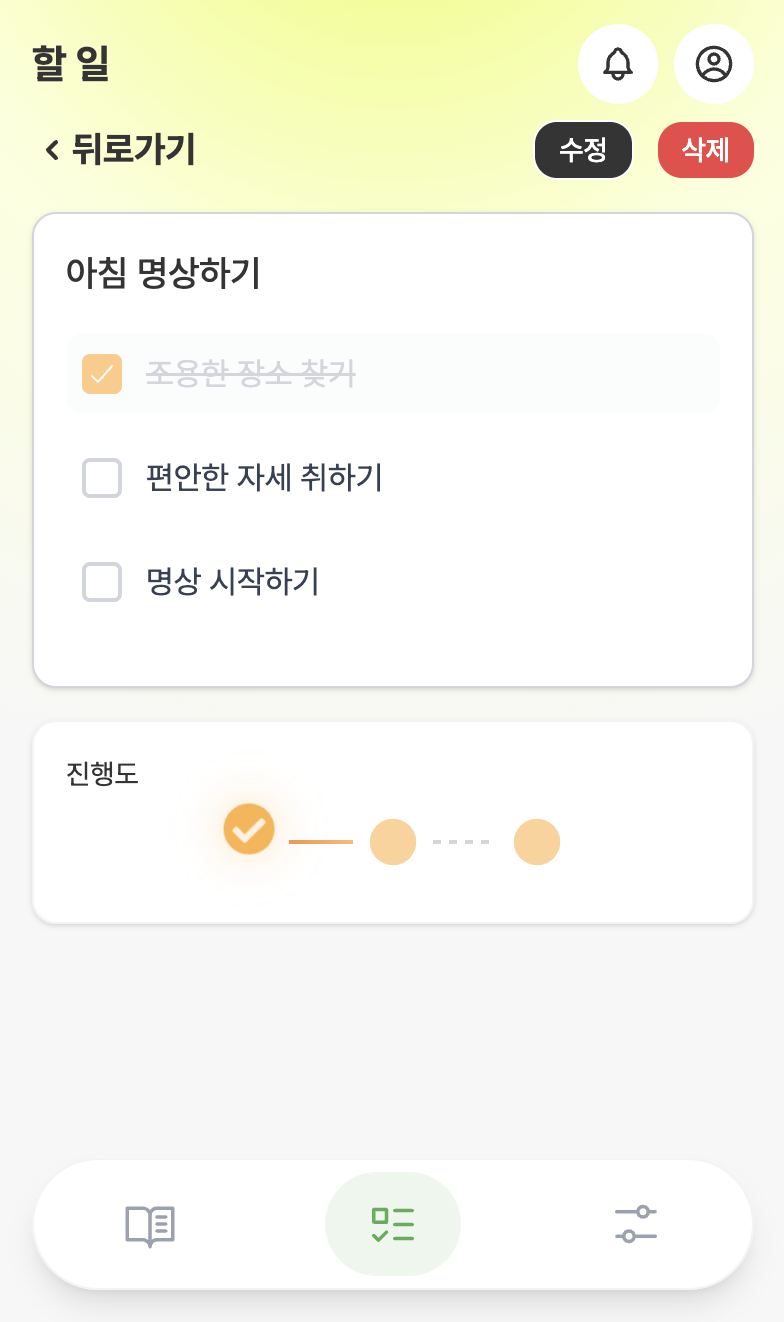 할 일
뒤로가기
수정
삭제
아침 명상하기
조용한 장소 찾기
편안한 자세 취하기
명상 시작하기
진행도